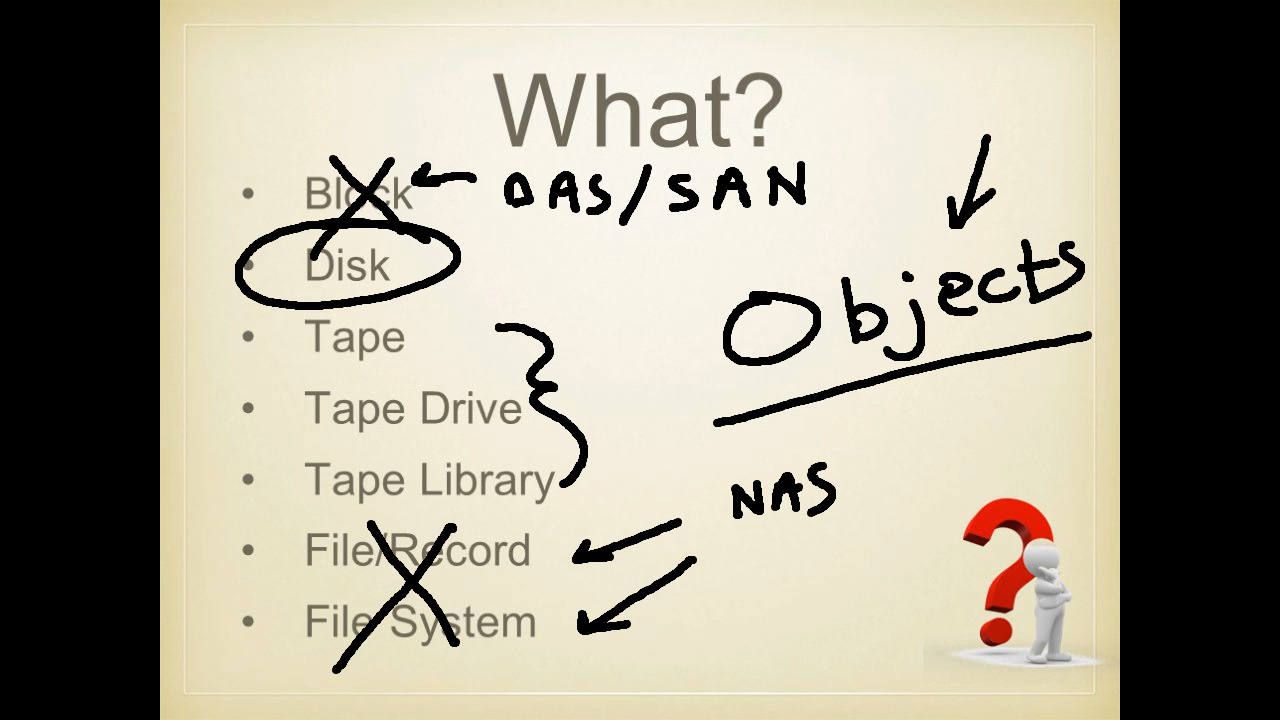 What?
• Block
DAS/SAN
• Disk
Objects
• Tape
• Tape Drive
• Tape Library
NAS
• File/Record
• File System
?